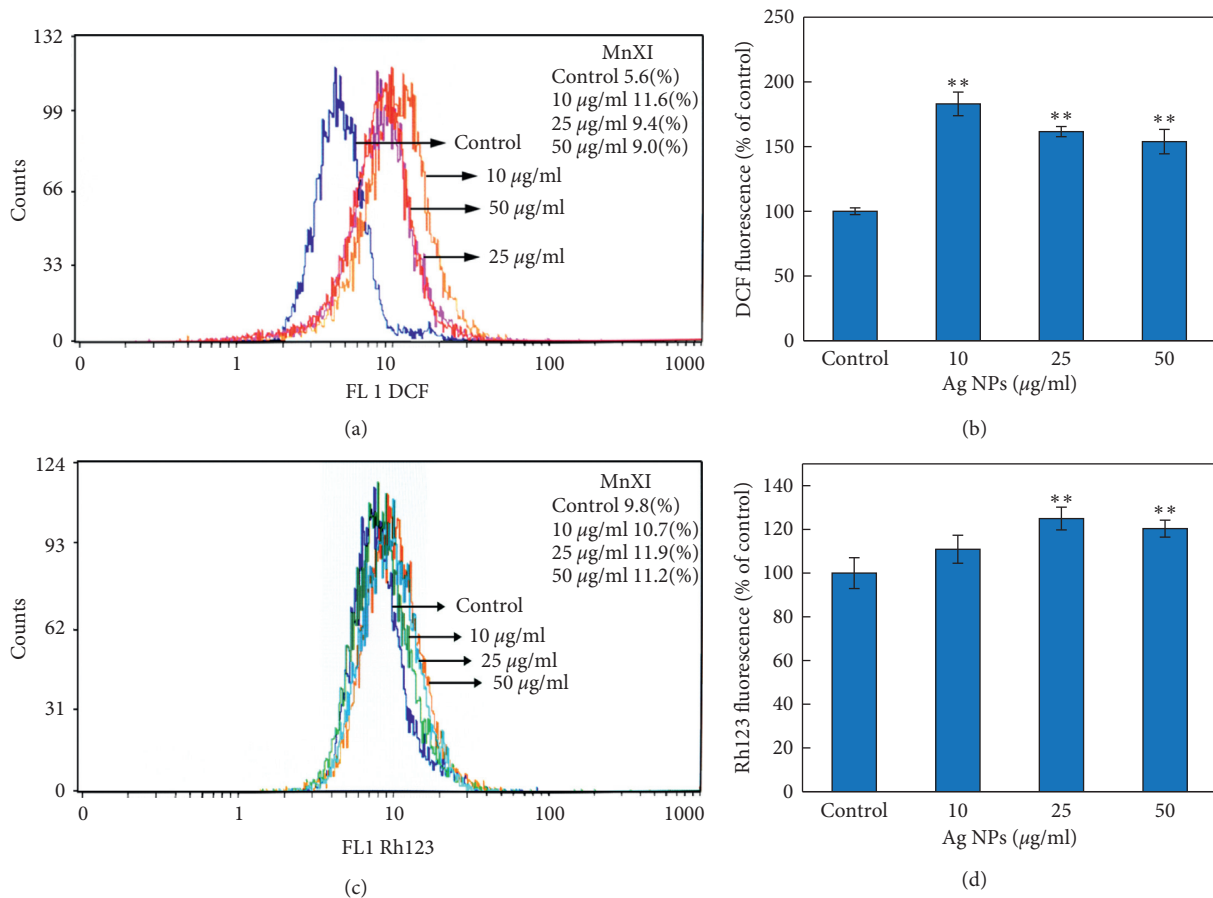 132
99
66
33
0
Counts
MnXI
Control 5.6(%)
10 μg/ml 11.6(%)
25 μg/ml 9.4(%)
50 μg/ml 9.0(%)
Control
10 μg/ml
50 μg/ml
25 μg/ml
0 1 10 100 1000
FL 1 DCF
(a)
250
200
150
100
50
0
DCF fluorescence (% of control)
** ** **
Control 10 25 50
Ag NPs (μg/ml)
(b)
124
93
62
31
0
Counts
MnXI
Control 9.8(%)
10 μg/ml 10.7(%)
25 μg/ml 11.9(%)
50 μg/ml 11.2(%)
Control
10 μg/ml
25 μg/ml
50 μg/ml
0 1 10 100 1000
FL1 Rh123
(c)
140
120
100
80
60
40
20
0
Rh123 fluorescence (% of control)
** **
Control 10 25 50
Ag NPs (μg/ml)
(d)